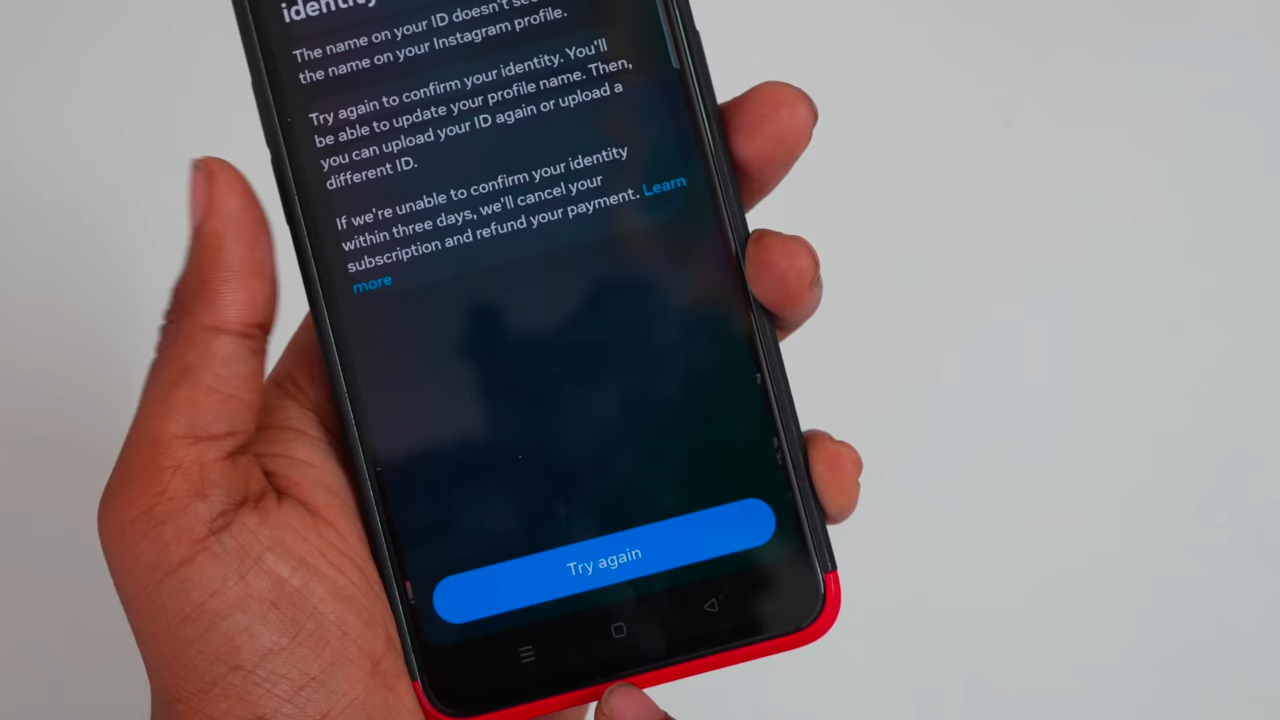 identity
The name on your ID doesn't
the name on your Instagram profile.
Try again to confirm your identity. You'll
be able to update your profile name. Then,
you can upload your ID again or upload a
different ID.
If we're unable to confirm your identity
within three days, we'll cancel your
subscription and refund your payment. Learn
more
Try again